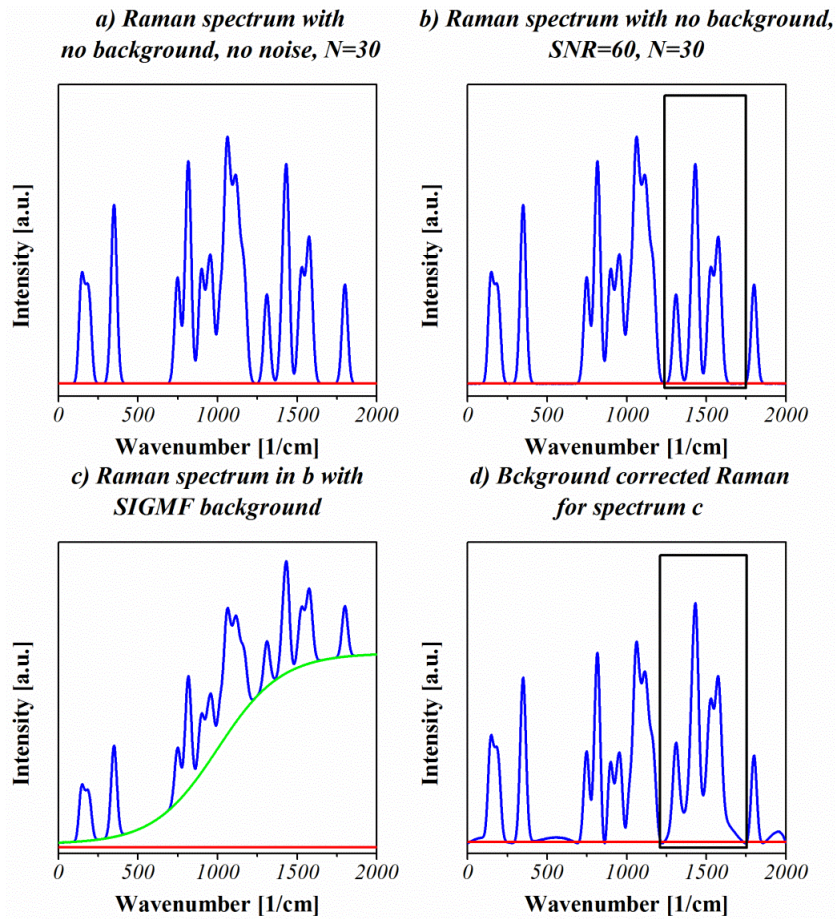 a) Raman spectrum with
no background, no noise, N=30
Intensity [a.u.]
0 500 1000 1500 2000
Wavenumber [1/cm]
b) Raman spectrum with no background,
SNR=60, N=30
Intensity [a.u.]
0 500 1000 1500 2000
Wavenumber [1/cm]
c) Raman spectrum in b with
SIGMF background
Intensity [a.u.]
0 500 1000 1500 2000
Wavenumber [1/cm]
d) Bckground corrected Raman
for spectrum c
Intensity [a.u.]
0 500 1000 1500 2000
Wavenumber [1/cm]